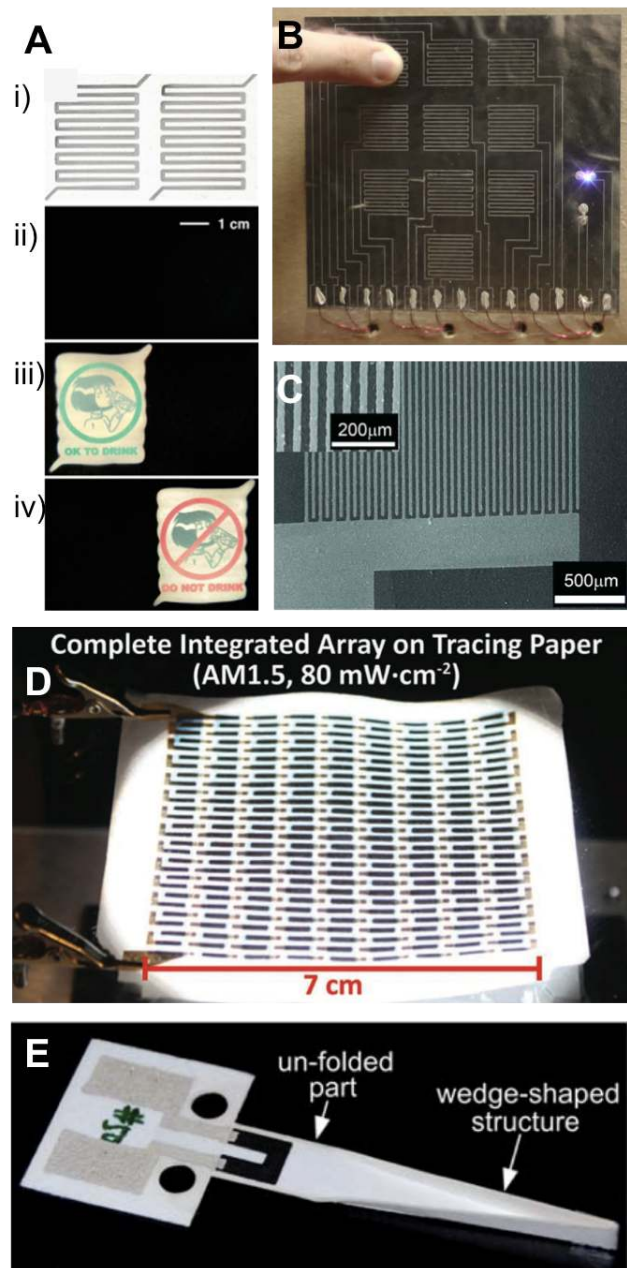 A
i)
ii)
1 cm
iii)
OK TO DRINK
iv)
DO NOT DRINK
B
C
200μm
500μm
Complete Integrated Array on Tracing Paper
D
(AM1.5, 80 mW·cm⁻²)
7 cm
E
un-folded
part
wedge-shaped
structure